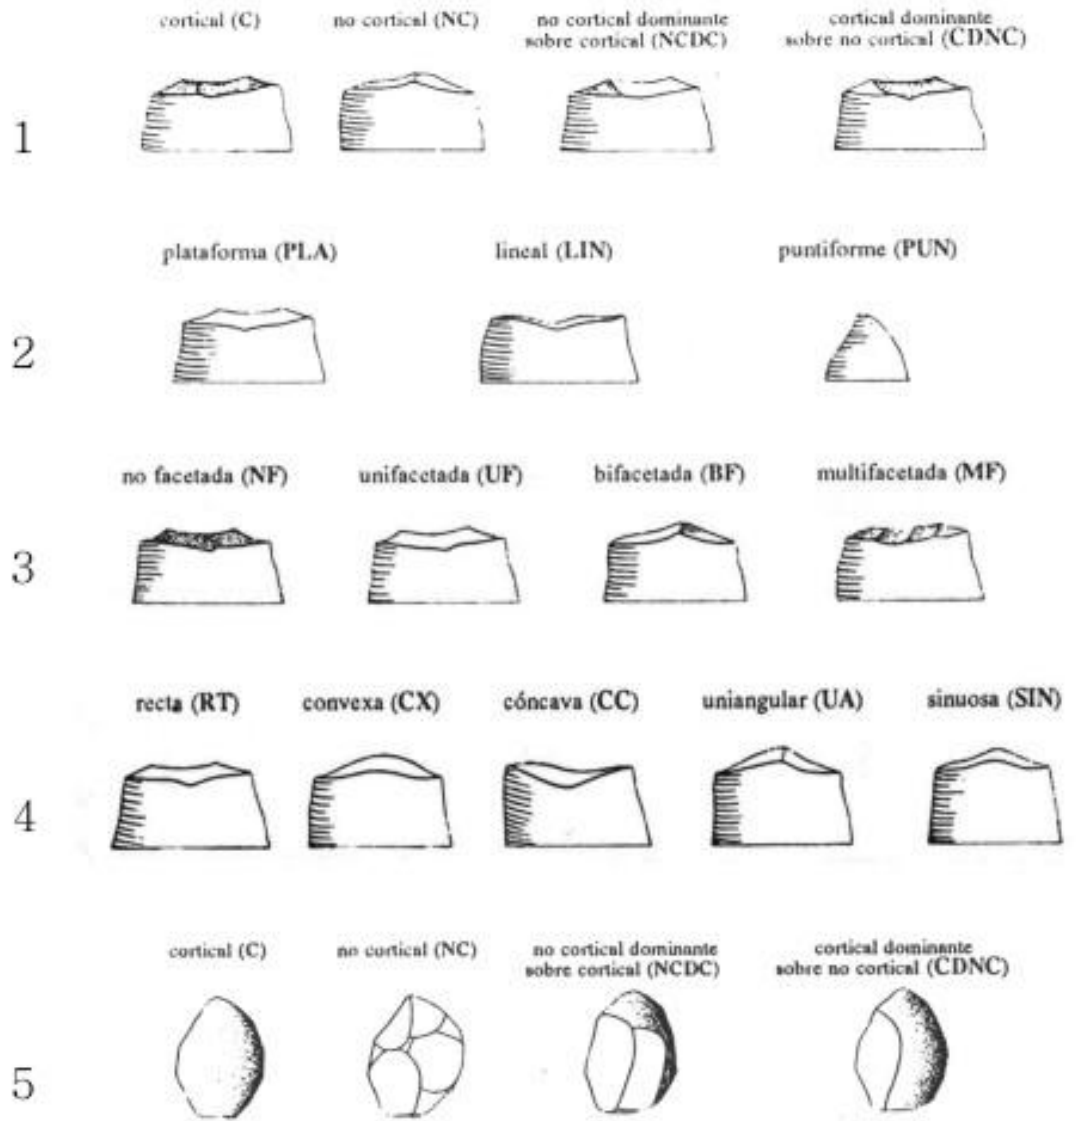 cortical (C)
no cortical (NC)
no cortical dominante
sobre cortical (NCDC)
cortical dominante
sobre no cortical (CDNC)
1
plataforma (PLA)
lineal (LIN)
puntiforme (PUN)
2
no facetada (NF)
unifacetada (UF)
bifacetada (BF)
multifacetada (MF)
3
recta (RT)
convexa (CX)
cóncava (CC)
uniangular (UA)
sinuosa (SIN)
4
cortical (C)
no cortical (NC)
no cortical dominante
sobre cortical (NCDC)
cortical dominante
sobre no cortical (CDNC)
5